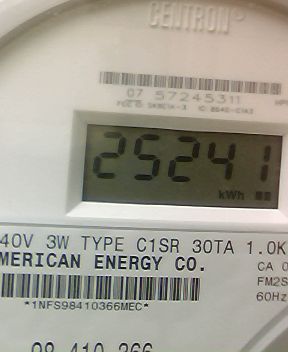 CENTRON
07 57245311
25241
kWh
40V 3W TYPE C1SR 30TA 1.0K
MERICAN ENERGY CO.
CA 0
FM2S
*1NFS98410366MEC*
60Hz
98 410 366